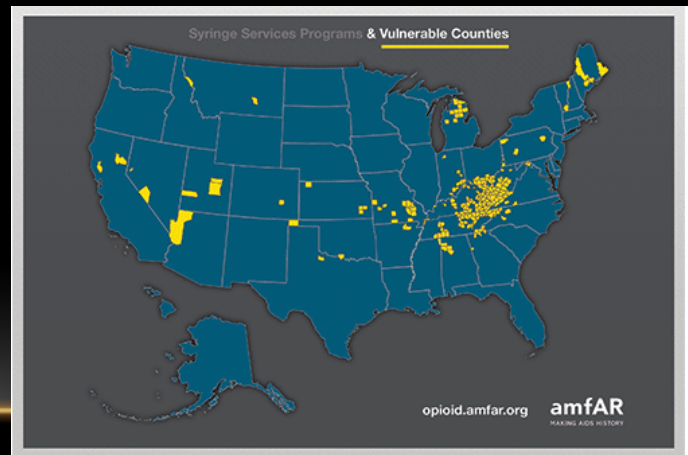 Syringe Services Programs & Vulnerable Counties
opioid.amfar.org
amfAR
MAKING AIDS HISTORY